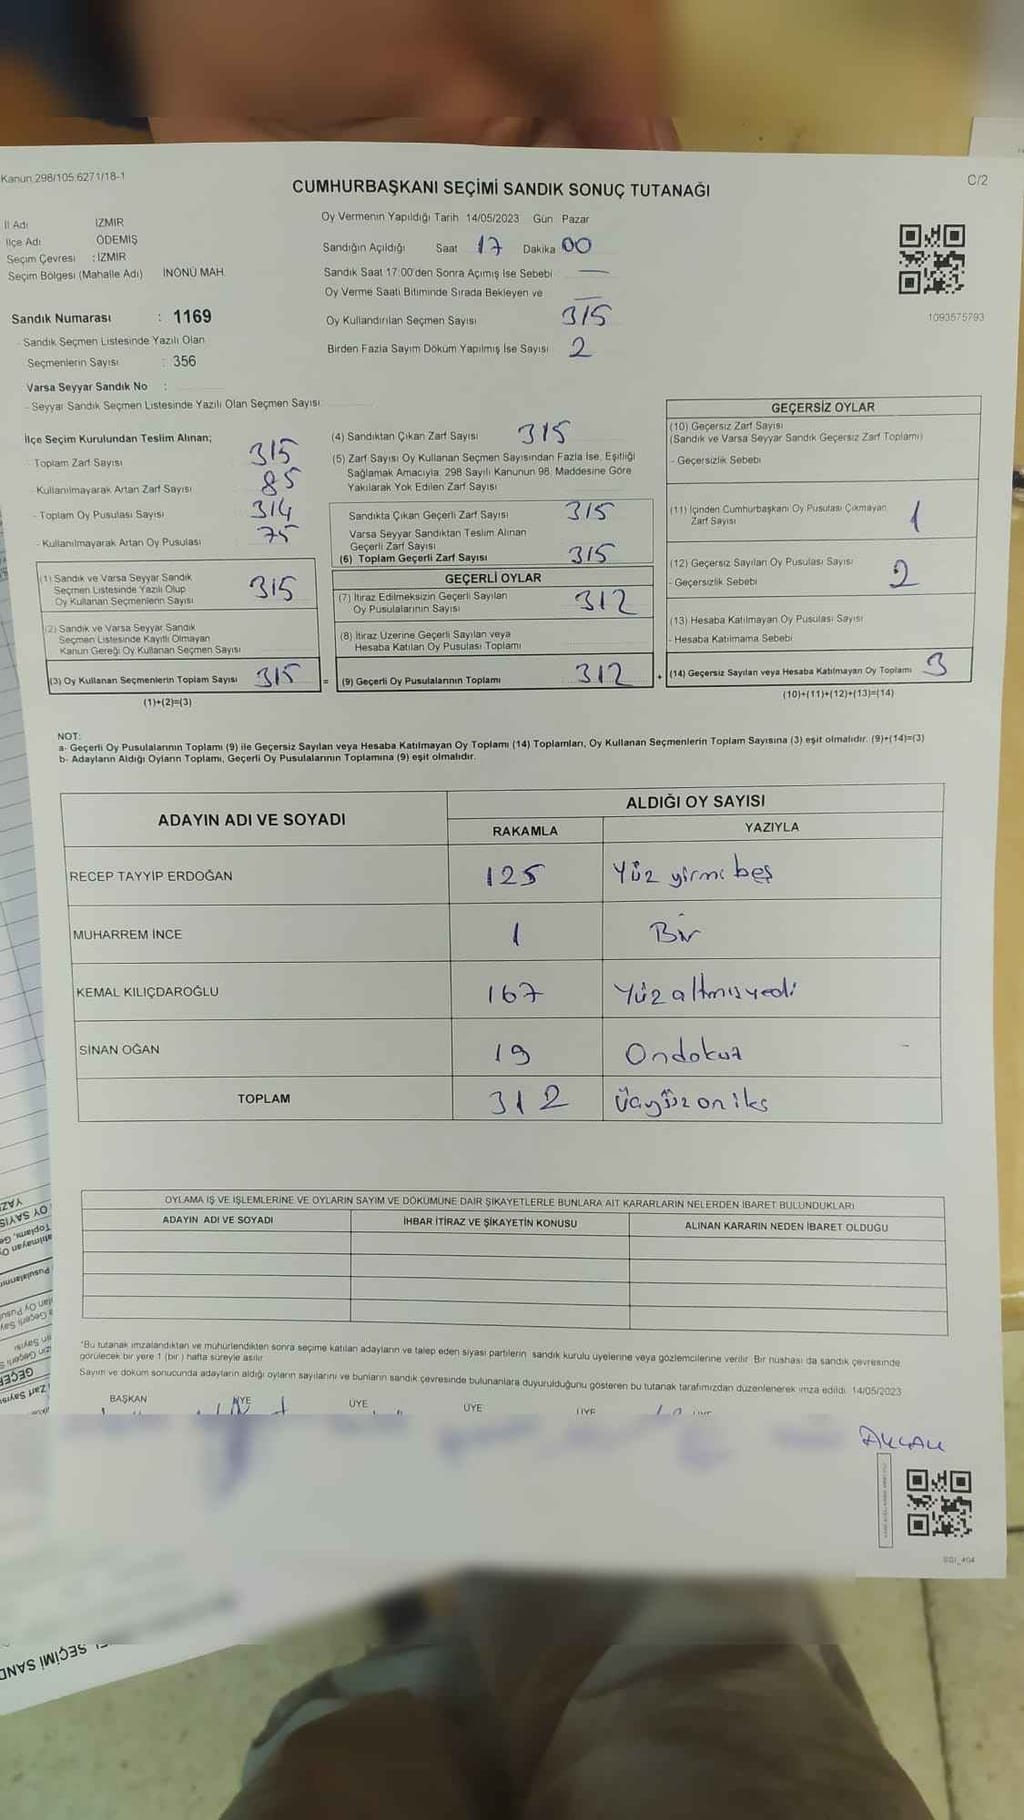 Kanun 298/105.6271/18-1
C/2
CUMHURBAŞKANI SEÇİMİ SANDIK SONUÇ TUTANAĞI
İl Adı İZMİR
İlçe Adı ÖDEMİŞ
Seçim Çevresi : İZMİR
Seçim Bölgesi (Mahalle Adı) İNÖNÜ MAH.
Sandık Numarası : 1169
- Sandık Seçmen Listesinde Yazılı Olan
Seçmenlerin Sayısı : 356
Varsa Seyyar Sandık No :
- Seyyar Sandık Seçmen Listesinde Yazılı Olan Seçmen Sayısı:
Oy Vermenin Yapıldığı Tarih 14/05/2023 Gün Pazar
Sandığın Açıldığı Saat 17 Dakika 00
Sandık Saat 17:00'den Sonra Açımış İse Sebebi —
Oy Verme Saati Bitiminde Sırada Bekleyen ve —
Oy Kullandırılan Seçmen Sayısı 315
Birden Fazla Sayım Döküm Yapılmış İse Sayısı 2
1093575793
İlçe Seçim Kurulundan Teslim Alınan;
- Toplam Zarf Sayısı 315
- Kullanılmayarak Artan Zarf Sayısı 85
- Toplam Oy Pusulası Sayısı 314
- Kullanılmayarak Artan Oy Pusulası 75
(1) Sandık ve Varsa Seyyar Sandık
Seçmen Listesinde Yazılı Olup
Oy Kullanan Seçmenlerin Sayısı 315
(2) Sandık ve Varsa Seyyar Sandık
Seçmen Listesinde Kayıtlı Olmayan
Kanun Gereği Oy Kullanan Seçmen Sayısı
(3) Oy Kullanan Seçmenlerin Toplam Sayısı 315 =
(1)+(2)=(3)
(4) Sandıktan Çıkan Zarf Sayısı 315
(5) Zarf Sayısı Oy Kullanan Seçmen Sayısından Fazla İse, Eşitliği
Sağlamak Amacıyla, 298 Sayılı Kanunun 98. Maddesine Göre
Yakılarak Yok Edilen Zarf Sayısı
Sandıkta Çıkan Geçerli Zarf Sayısı 315
Varsa Seyyar Sandıktan Teslim Alınan
Geçerli Zarf Sayısı
(6) Toplam Geçerli Zarf Sayısı 315
GEÇERLİ OYLAR
(7) İtiraz Edilmeksizin Geçerli Sayılan
Oy Pusulalarının Sayısı 312
(8) İtiraz Üzerine Geçerli Sayılan veya
Hesaba Katılan Oy Pusulası Toplamı
(9) Geçerli Oy Pusulalarının Toplamı 312 +
GEÇERSİZ OYLAR
(10) Geçersiz Zarf Sayısı
(Sandık ve Varsa Seyyar Sandık Geçersiz Zarf Toplamı)
- Geçersizlik Sebebi
(11) İçinden Cumhurbaşkanı Oy Pusulası Çıkmayan
Zarf Sayısı 1
(12) Geçersiz Sayılan Oy Pusulası Sayısı
- Geçersizlik Sebebi 2
(13) Hesaba Katılmayan Oy Pusulası Sayısı
- Hesaba Katılmama Sebebi
(14) Geçersiz Sayılan veya Hesaba Katılmayan Oy Toplamı 3
(10)+(11)+(12)+(13)=(14)
NOT:
a- Geçerli Oy Pusulalarının Toplamı (9) ile Geçersiz Sayılan veya Hesaba Katılmayan Oy Toplamı (14) Toplamları, Oy Kullanan Seçmenlerin Toplam Sayısına (3) eşit olmalıdır. (9)+(14)=(3)
b- Adayların Aldığı Oyların Toplamı, Geçerli Oy Pusulalarının Toplamına (9) eşit olmalıdır.
ADAYIN ADI VE SOYADI ALDIĞI OY SAYISI
RAKAMLA YAZIYLA
RECEP TAYYİP ERDOĞAN 125 Yüz yirmi beş
MUHARREM İNCE 1 Bir
KEMAL KILIÇDAROĞLU 167 Yüz altmışyedi
SİNAN OĞAN 19 Ondokuz
TOPLAM 312 Üçyüz on iki
OYLAMA İŞ VE İŞLEMLERİNE VE OYLARIN SAYIM VE DÖKÜMÜNE DAİR ŞİKAYETLERLE BUNLARA AİT KARARLARIN NELERDEN İBARET BULUNDUKLARI
ADAYIN ADI VE SOYADI İHBAR İTİRAZ VE ŞİKAYETİN KONUSU ALINAN KARARIN NEDEN İBARET OLDUĞU
"Bu tutanak imzalandıktan ve mühürlendikten sonra seçime katılan adayların ve talep eden siyasi partilerin sandık kurulu üyelerine veya gözlemcilerine verilir. Bir nüshası da sandık çevresinde
görülecek bir yere 1 (bir) hafta süreyle asılır.
Sayım ve döküm sonucunda adayların aldığı oyların sayılarını ve bunların sandık çevresinde bulunanlara duyurulduğunu gösteren bu tutanak tarafımızdan düzenlenerek imza edildi. 14/05/2023
BAŞKAN ÜYE ÜYE ÜYE ÜYE ÜYE